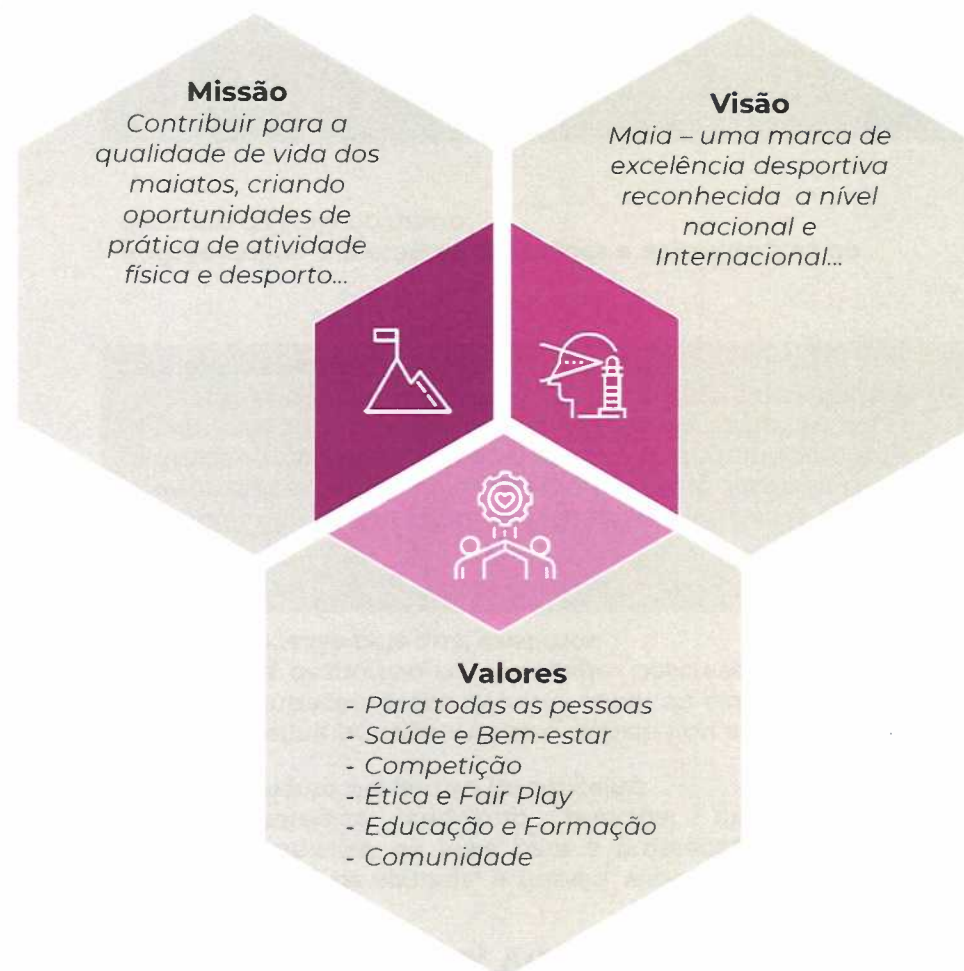 Missão
Contribuir para a
qualidade de vida dos
maiatos, criando
oportunidades de
prática de atividade
física e desporto...
Visão
Maia – uma marca de
excelência desportiva
reconhecida a nível
nacional e
Internacional...
Valores
- Para todas as pessoas
- Saúde e Bem-estar
- Competição
- Ética e Fair Play
- Educação e Formação
- Comunidade